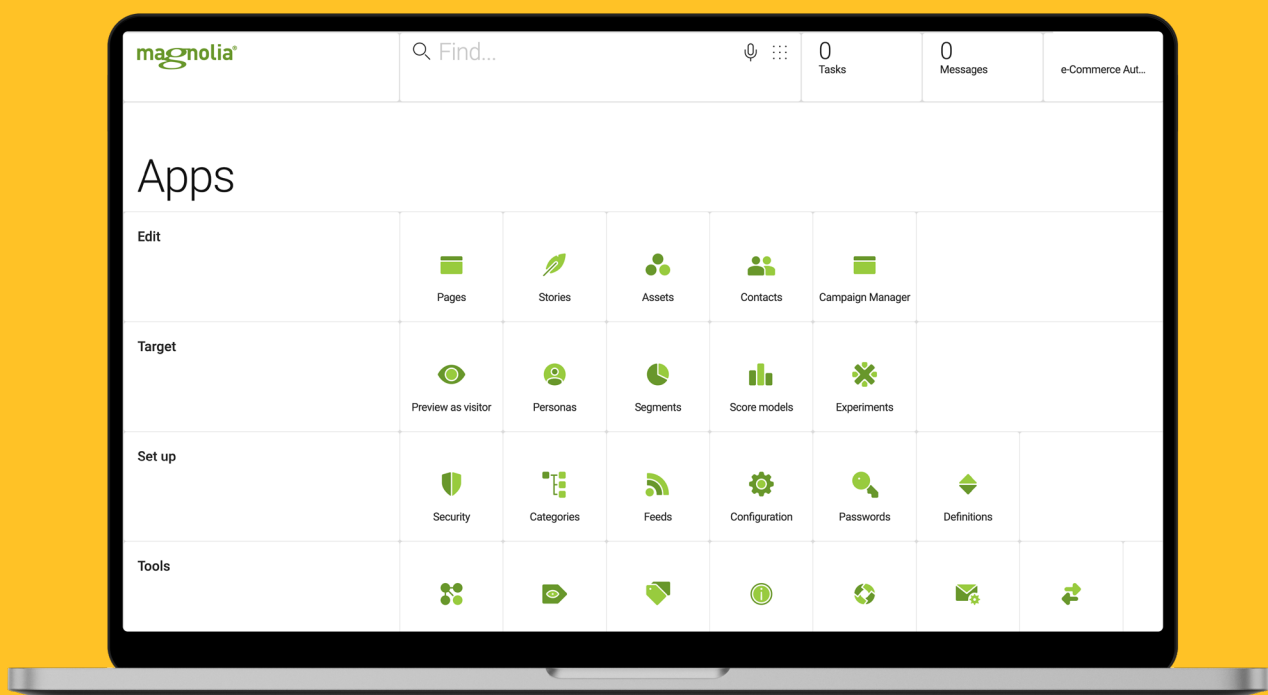 magnolia®
Find...
0
Tasks
0
Messages
e-Commerce Aut...
Apps
Edit
Pages
Stories
Assets
Contacts
Campaign Manager
Target
Preview as visitor
Personas
Segments
Score models
Experiments
Set up
Security
Categories
Feeds
Configuration
Passwords
Definitions
Tools